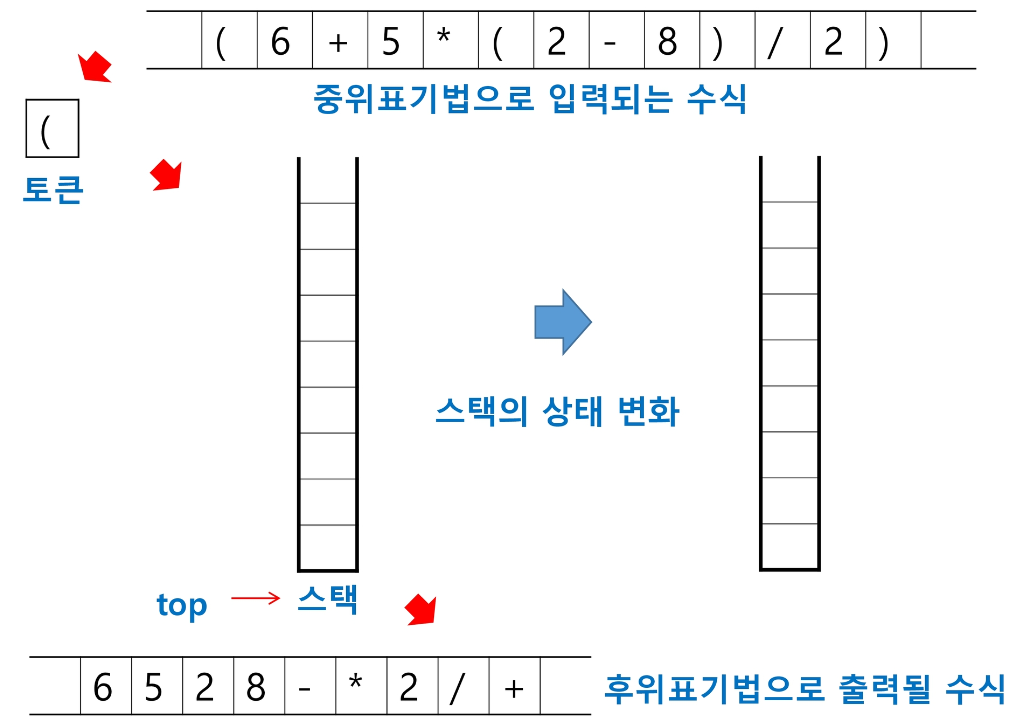 ( 6 + 5 * ( 2 - 8 ) / 2 )
중위표기법으로 입력되는 수식
(
토큰
스택의 상태 변화
top 스택
6 5 2 8 - * 2 / +
후위표기법으로 출력될 수식